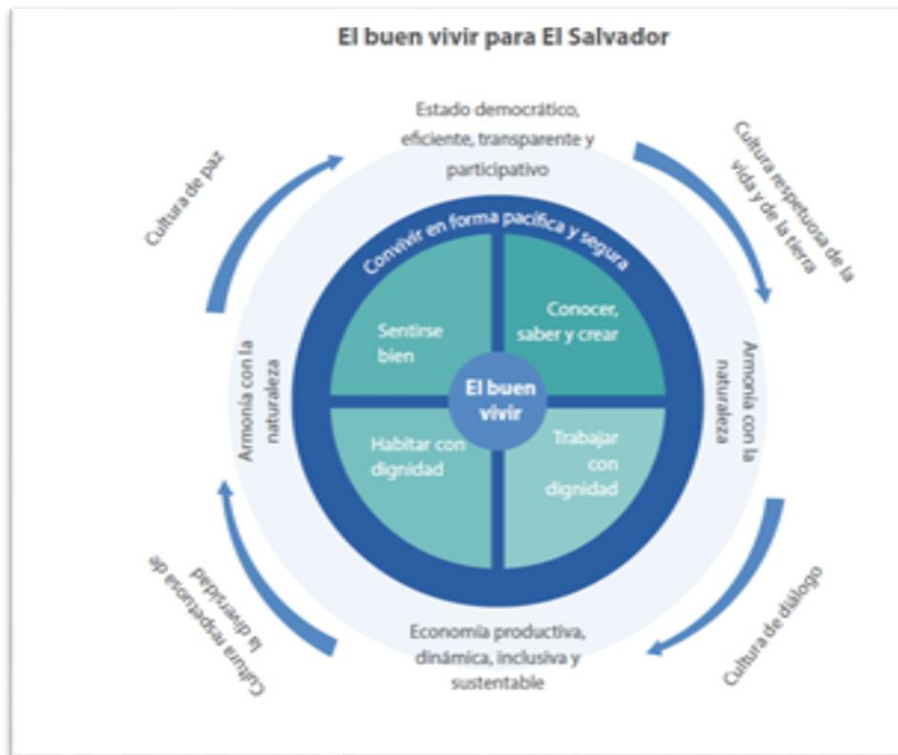 El buen vivir para El Salvador
Estado democrático,
eficiente, transparente y
participativo
Cultura de paz
Cultura respetuosa de la
vida y de la tierra
Convivir en forma pacífica y segura
Sentirse
bien
Conocer,
saber y crear
Armonía con la
naturaleza
El buen
vivir
Armonía con la
naturaleza
Habitar con
dignidad
Trabajar
con
dignidad
Cultura respetuosa de
la diversidad
Economía productiva,
dinámica, inclusiva y
sustentable
Cultura de diálogo